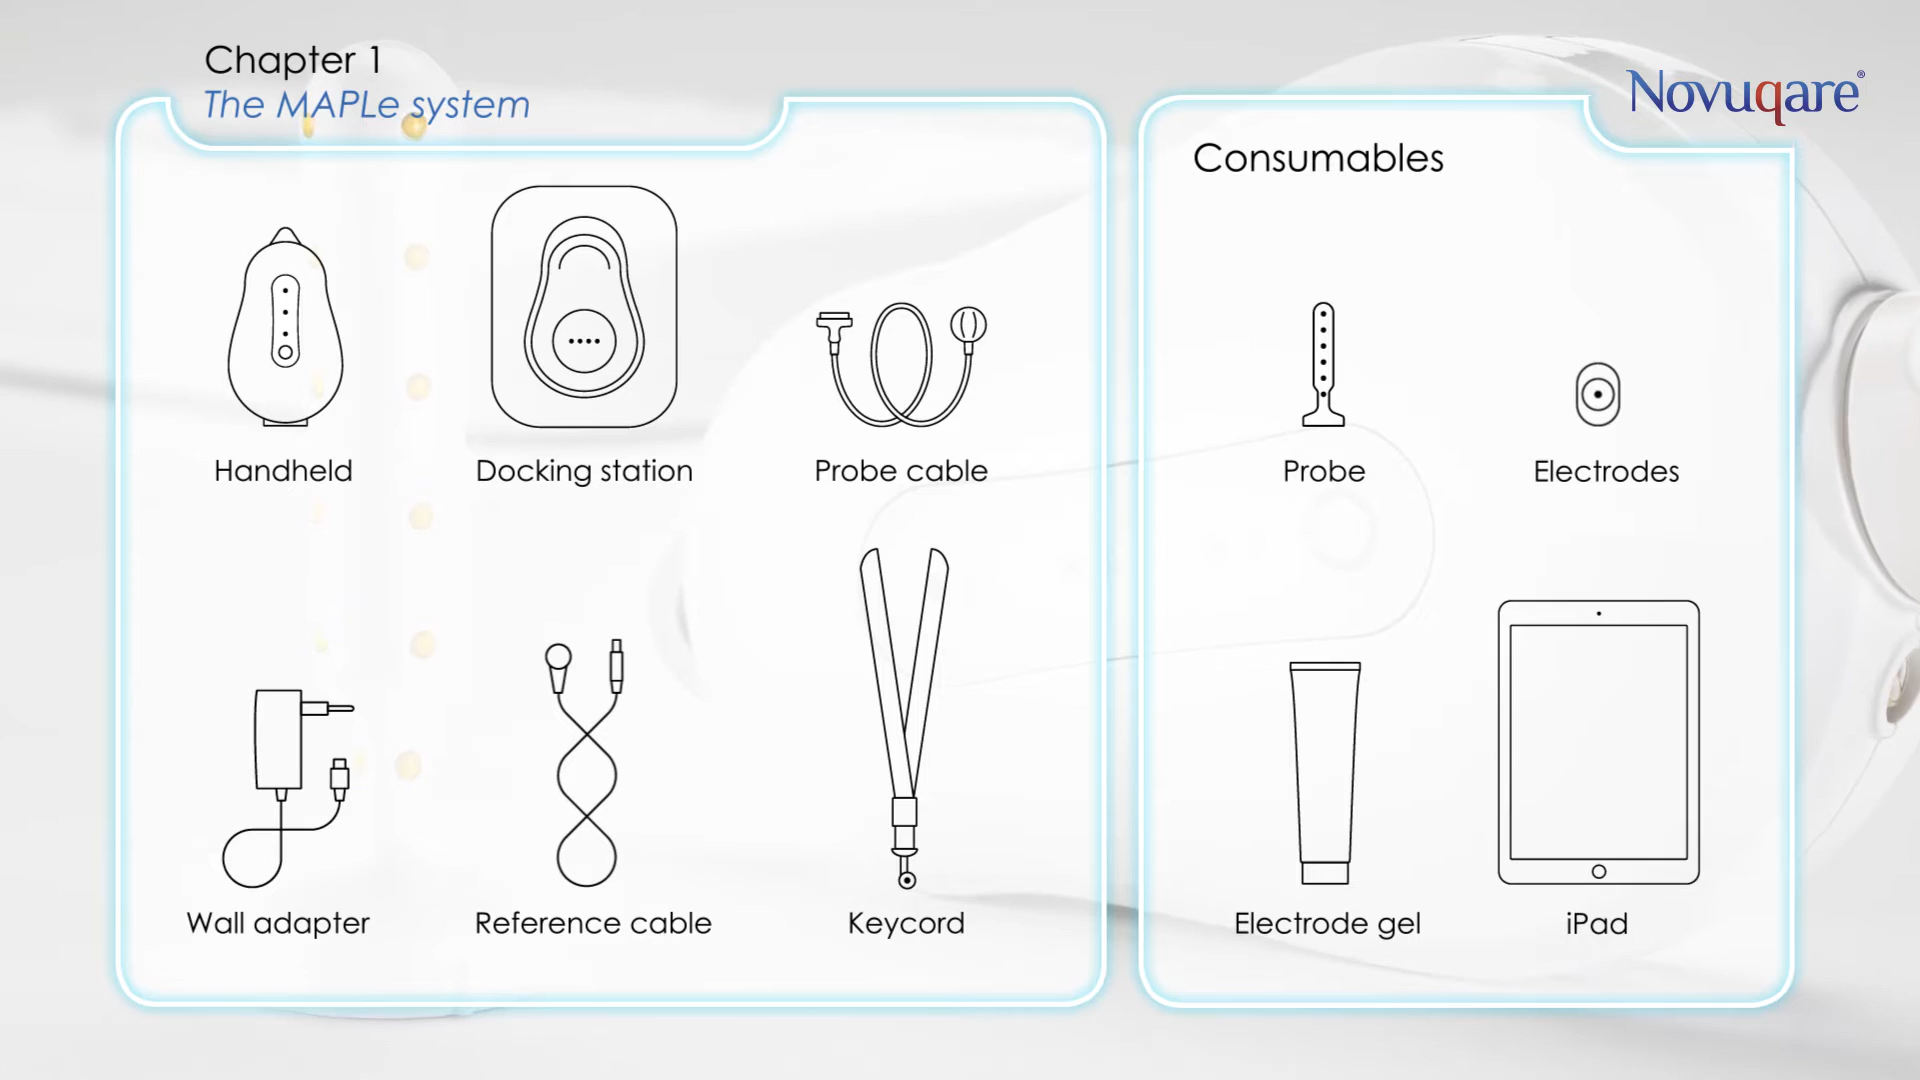 Chapter 1
The MAPLe system
Novuqare®
Consumables
Handheld
Docking station
Probe cable
Probe
Electrodes
Wall adapter
Reference cable
Keycord
Electrode gel
iPad